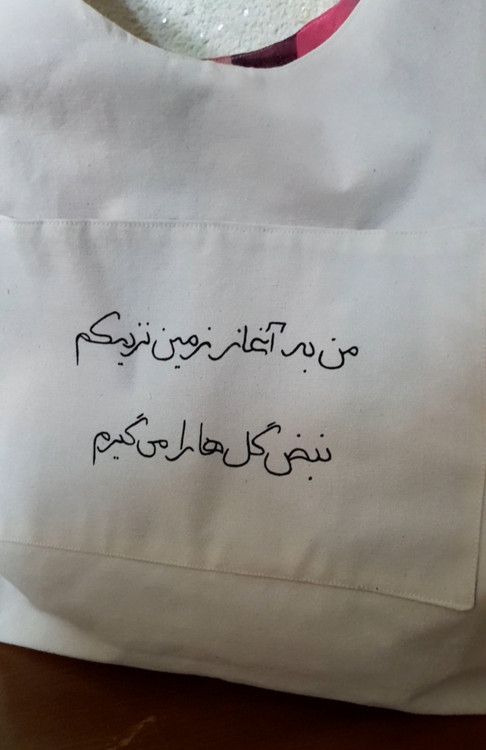 من به آغاز زمین نزدیکم
نبض گل‌ها را می‌گیرم